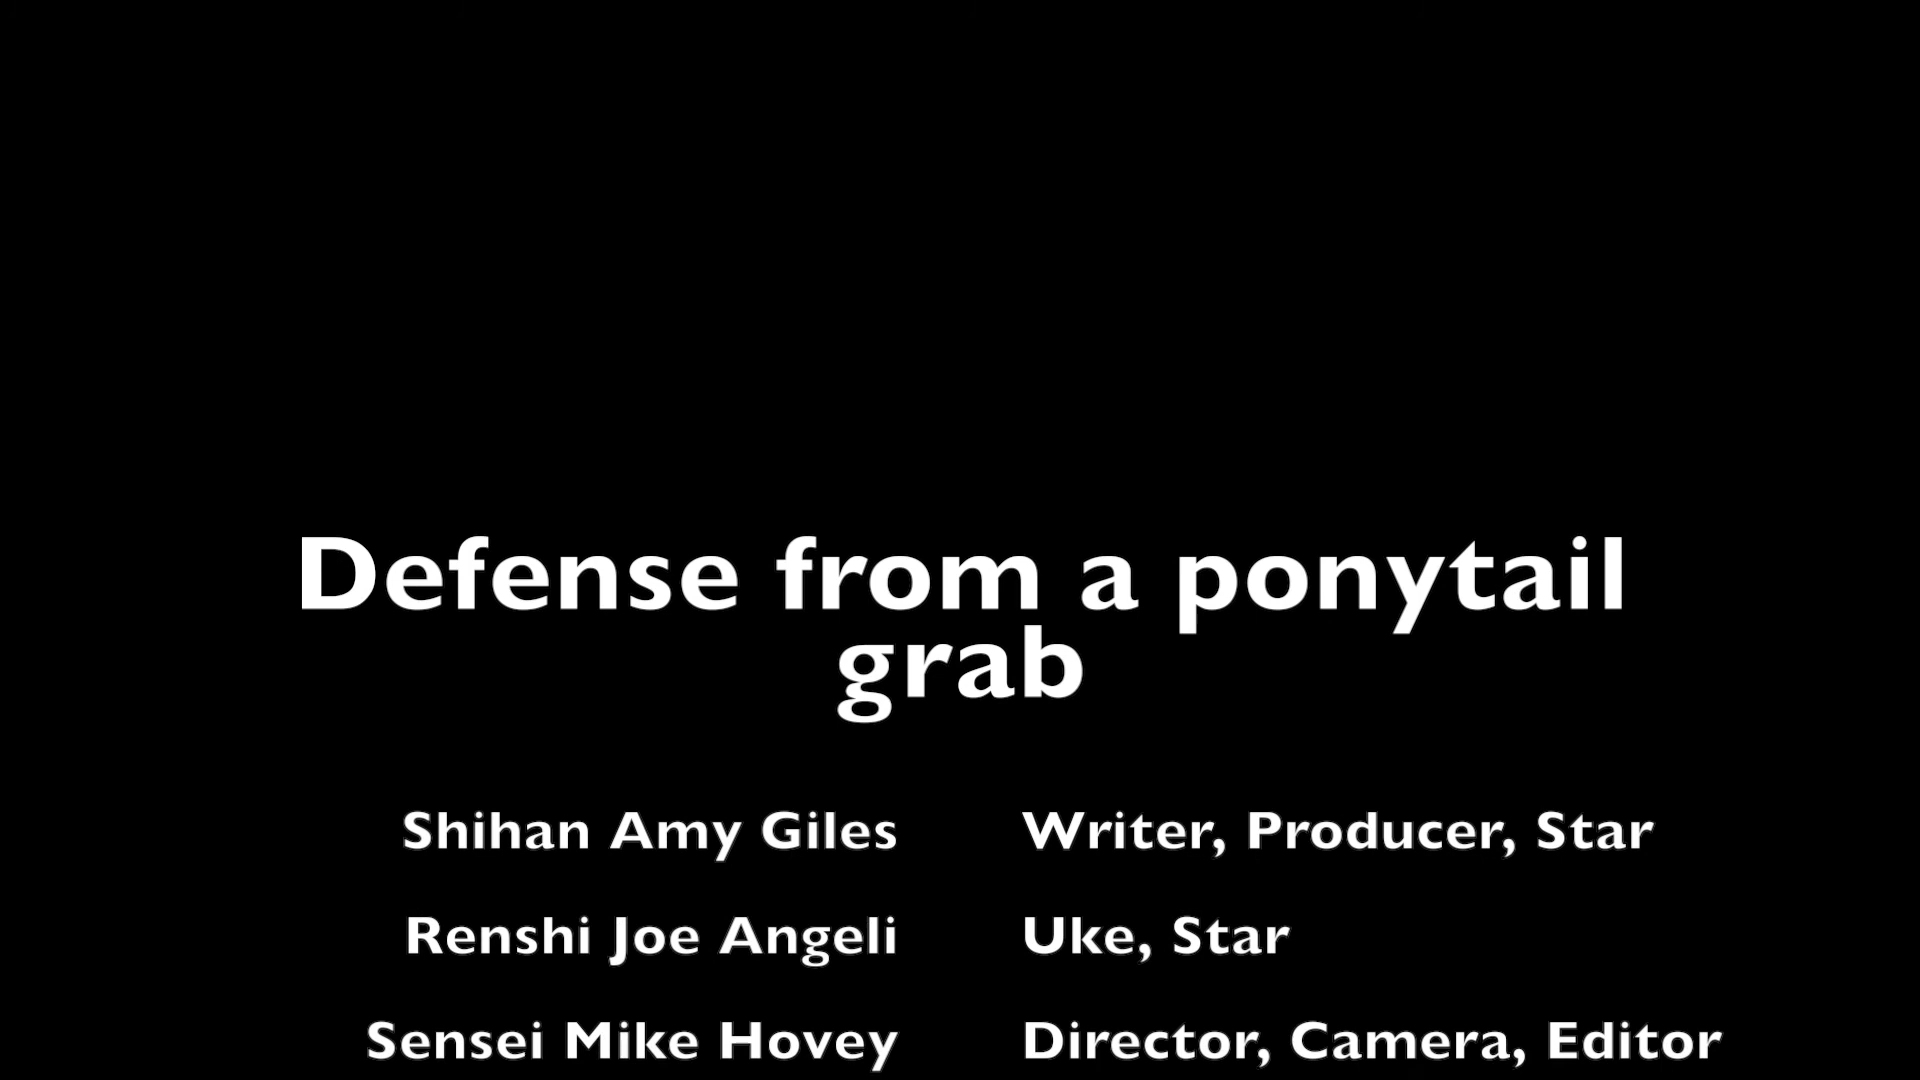 Defense from a ponytail
grab
Shihan Amy Giles Writer, Producer, Star
Renshi Joe Angeli Uke, Star
Sensei Mike Hovey Director, Camera, Editor